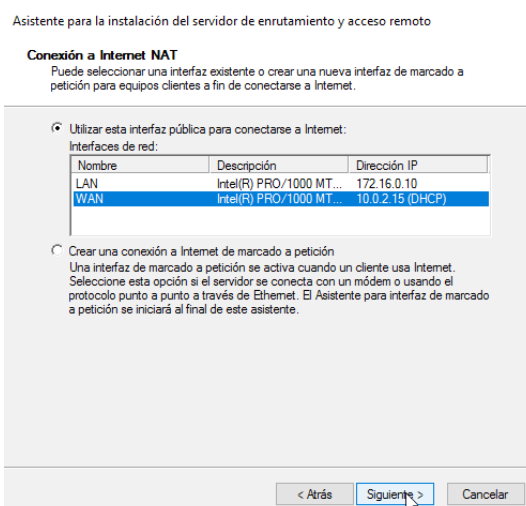 Asistente para la instalación del servidor de enrutamiento y acceso remoto
Conexión a Internet NAT
Puede seleccionar una interfaz existente o crear una nueva interfaz de marcado a
petición para equipos clientes a fin de conectarse a Internet.
Utilizar esta interfaz pública para conectarse a Internet:
Interfaces de red:
Nombre Descripción Dirección IP
LAN Intel(R) PRO/1000 MT... 172.16.0.10
WAN Intel(R) PRO/1000 MT... 10.0.2.15 (DHCP)
Crear una conexión a Internet de marcado a petición
Una interfaz de marcado a petición se activa cuando un cliente usa Internet.
Seleccione esta opción si el servidor se conecta con un módem o usando el
protocolo punto a punto a través de Ethernet. El Asistente para interfaz de marcado
a petición se iniciará al final de este asistente.
< Atrás Siguiente > Cancelar